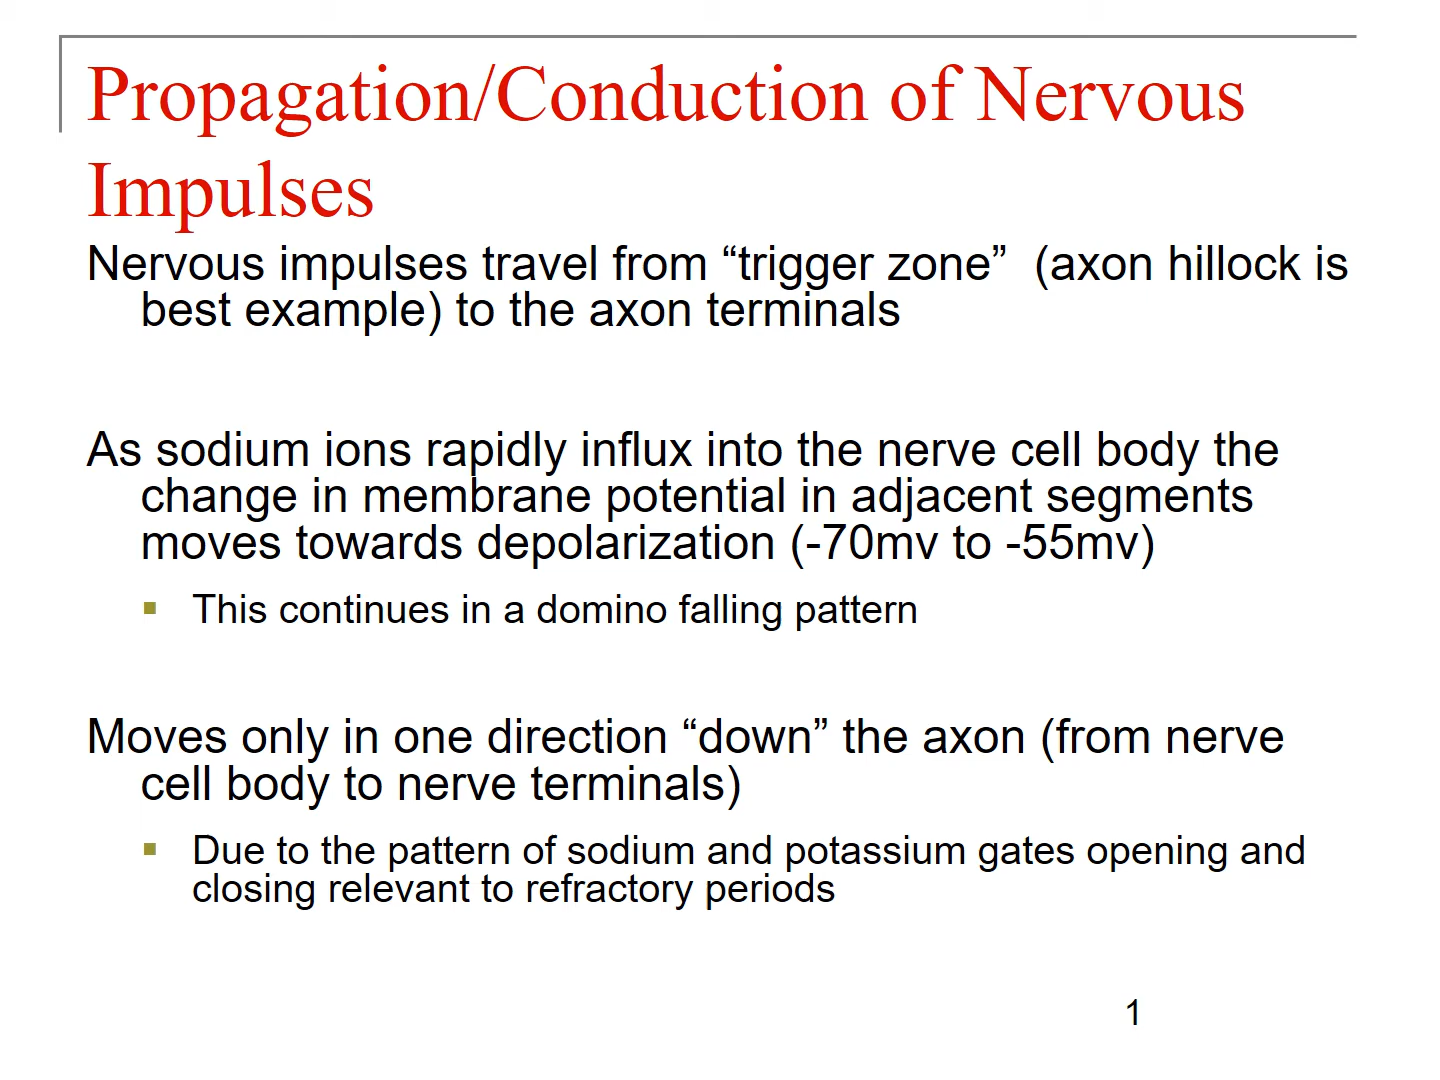 Propagation/Conduction of Nervous
Impulses
Nervous impulses travel from “trigger zone”  (axon hillock is
best example) to the axon terminals
As sodium ions rapidly influx into the nerve cell body the
change in membrane potential in adjacent segments
moves towards depolarization (-70mv to -55mv)
▪ This continues in a domino falling pattern
Moves only in one direction “down” the axon (from nerve
cell body to nerve terminals)
▪ Due to the pattern of sodium and potassium gates opening and
closing relevant to refractory periods
1